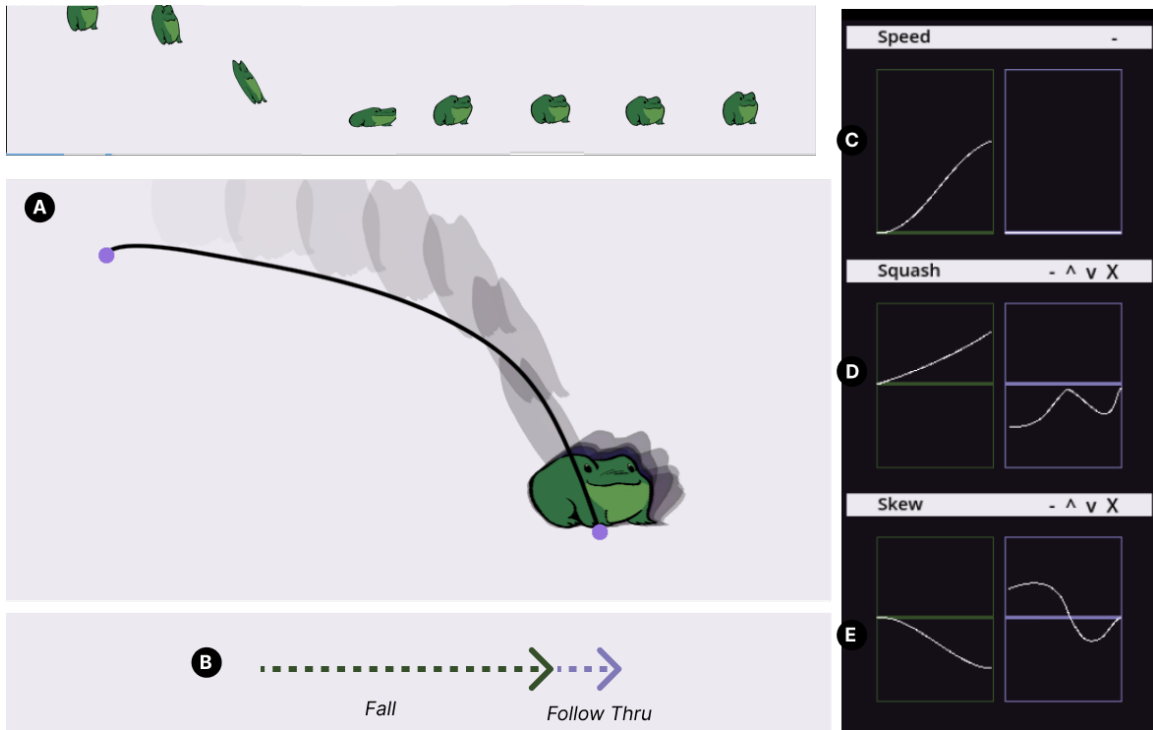 A
B
Fall
Follow Thru
Speed -
C
Squash - ^ v X
D
Skew - ^ v X
E